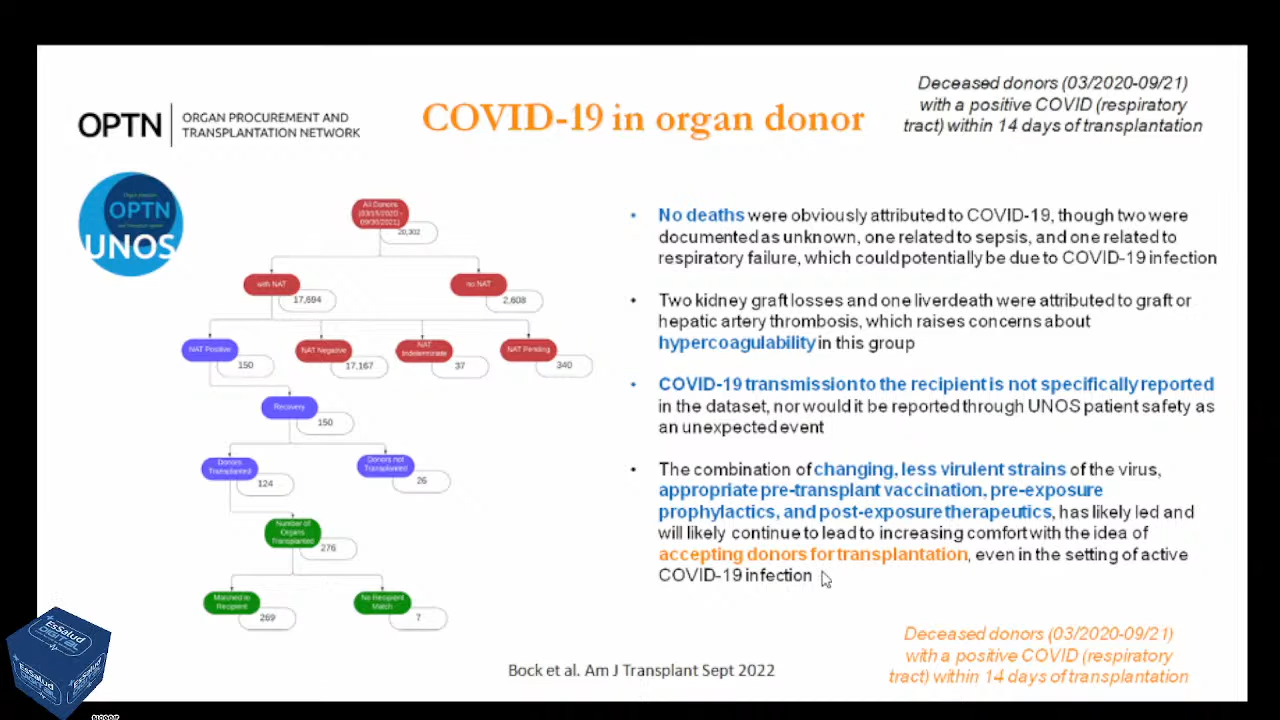 OPTN
ORGAN PROCUREMENT AND
TRANSPLANTATION NETWORK
COVID-19 in organ donor
Deceased donors (03/2020-09/21)
with a positive COVID (respiratory
tract) within 14 days of transplantation
OPTN
UNOS
All Donors
(03/15/2020 -
09/30/2021)
20,302
with NAT
17,694
no NAT
2,608
NAT Positive
150
NAT Negative
17,167
NAT
Indeterminate
37
NAT Pending
340
Recovery
150
Donors
Transplanted
124
Donors not
Transplanted
26
Number of
Organs
Transplanted
276
Matched to
Recipient
269
No Recipient
Match
7
• No deaths were obviously attributed to COVID-19, though two were
documented as unknown, one related to sepsis, and one related to
respiratory failure, which could potentially be due to COVID-19 infection
• Two kidney graft losses and one liver death were attributed to graft or
hepatic artery thrombosis, which raises concerns about
hypercoagulability in this group
• COVID-19 transmission to the recipient is not specifically reported
in the dataset, nor would it be reported through UNOS patient safety as
an unexpected event
• The combination of changing, less virulent strains of the virus,
appropriate pre-transplant vaccination, pre-exposure
prophylactics, and post-exposure therapeutics, has likely led and
will likely continue to lead to increasing comfort with the idea of
accepting donors for transplantation, even in the setting of active
COVID-19 infection
Bock et al. Am J Transplant Sept 2022
Deceased donors (03/2020-09/21)
with a positive COVID (respiratory
tract) within 14 days of transplantation
EsSalud
DIGITAL